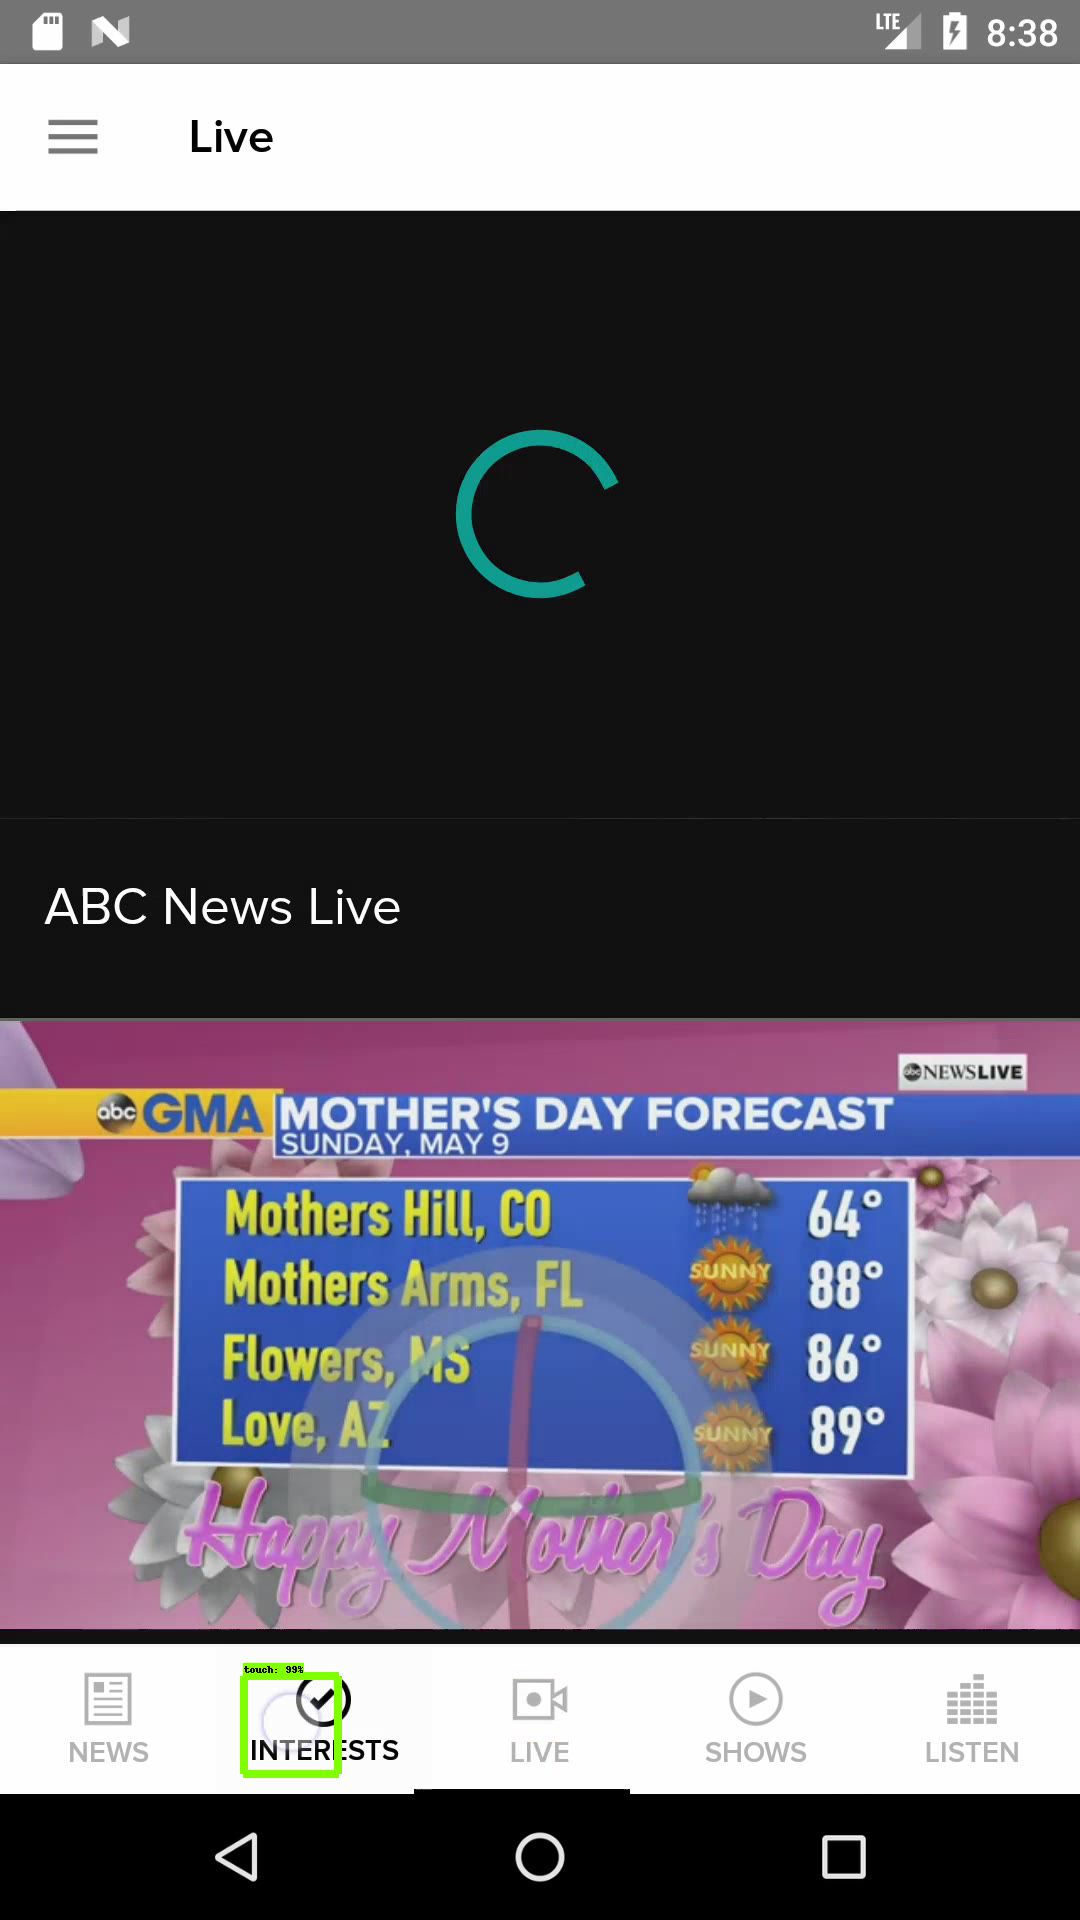 LTE 8:38
Live
ABC News Live
abc NEWSLIVE
abc GMA MOTHER'S DAY FORECAST
SUNDAY, MAY 9
Mothers Hill, CO 64°
Mothers Arms, FL SUNNY 88°
Flowers, MS SUNNY 86°
Love, AZ SUNNY 89°
Happy Mother's Day
touch: 99%
NEWS INTERESTS LIVE SHOWS LISTEN